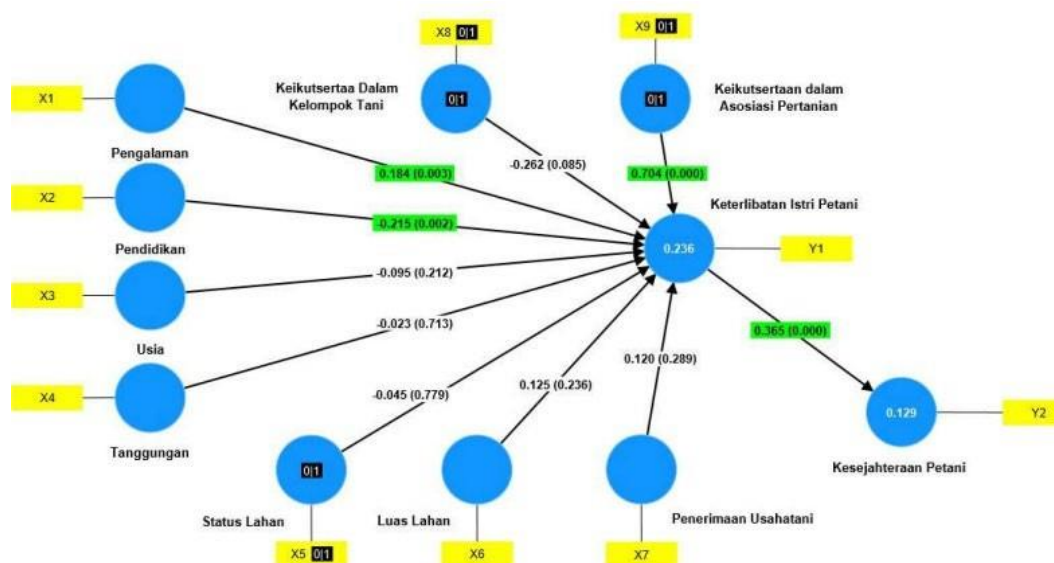 X8 0|1
X9 0|1
Keikutsertaa Dalam
Kelompok Tani
0|1
0|1
Keikutsertaan dalam
Asosiasi Pertanian
X1
Pengalaman
-0.262 (0.085)
0.184 (0.003)
0.704 (0.000)
X2
Keterlibatan Istri Petani
-0.215 (0.002)
Pendidikan
0.236
Y1
X3
-0.095 (0.212)
Usia
-0.023 (0.713)
0.365 (0.000)
0.120 (0.289)
X4
-0.045 (0.779)
0.125 (0.236)
0.129
Y2
Tanggungan
0|1
Kesejahteraan Petani
Status Lahan
Luas Lahan
Penerimaan Usahatani
X5 0|1
X6
X7